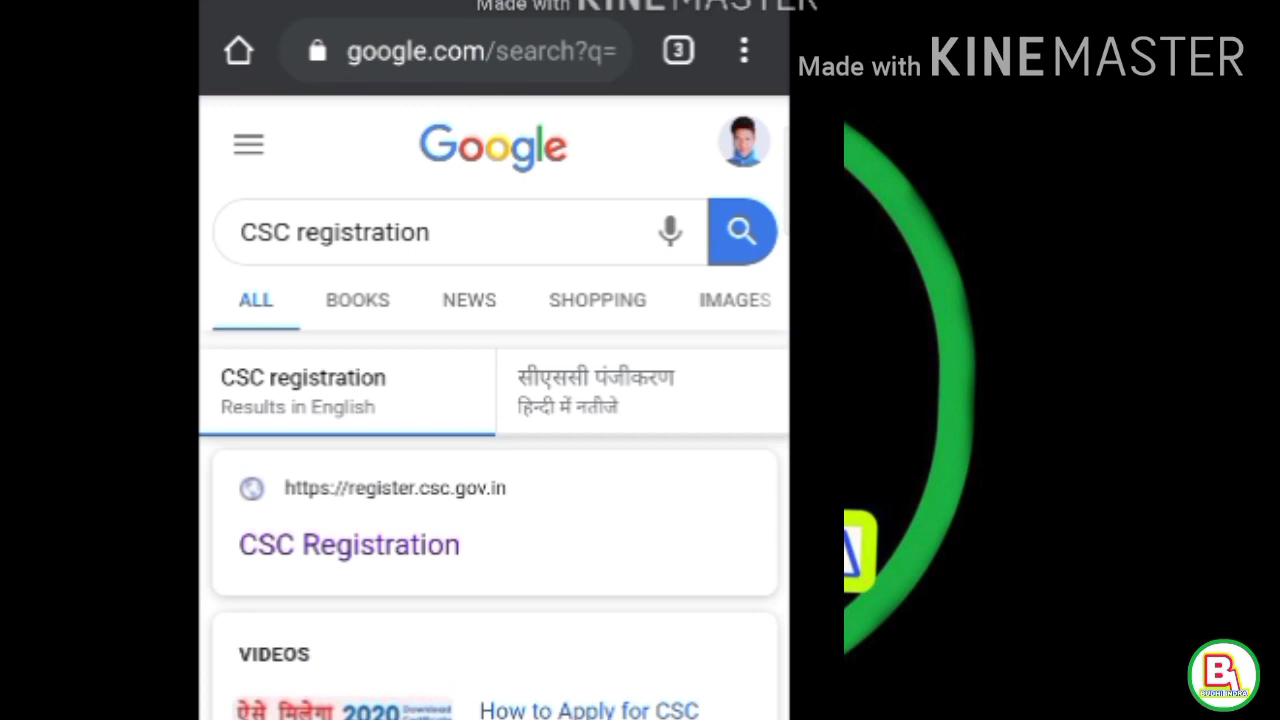 Made with KINEMASTER
google.com/search?q=
3
Made with KINEMASTER
Google
CSC registration
ALL BOOKS NEWS SHOPPING IMAGES
CSC registration
Results in English
सीएससी पंजीकरण
हिन्दी में नतीजे
https://register.csc.gov.in
CSC Registration
VIDEOS
ऐसे मिलेगा 2020 Download
How to Apply for CSC
B